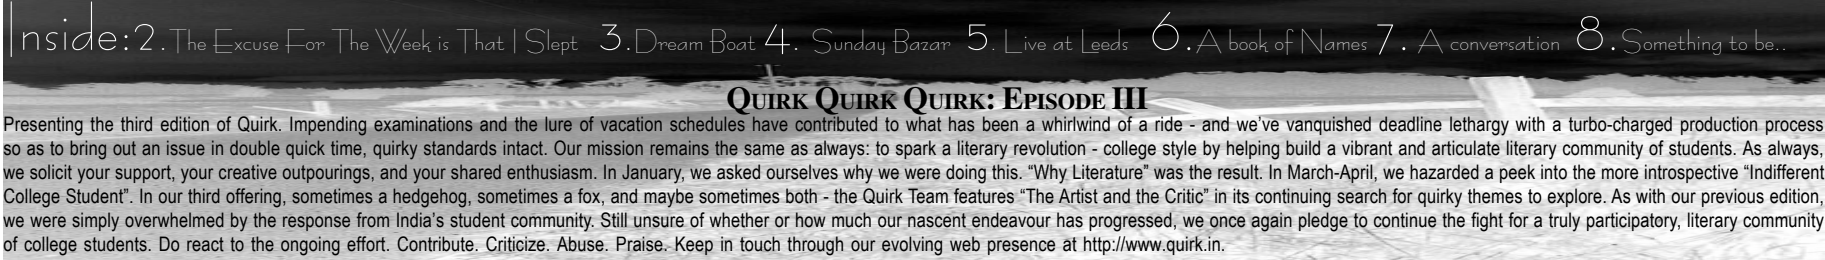 Inside: 2. The Excuse For The Week is That I Slept 3. Dream Boat 4. Sunday Bazar 5. Live at Leeds 6. A book of Names 7. A conversation 8. Something to be..
Quirk Quirk Quirk: Episode III
Presenting the third edition of Quirk. Impending examinations and the lure of vacation schedules have contributed to what has been a whirlwind of a ride - and we've vanquished deadline lethargy with a turbo-charged production process
so as to bring out an issue in double quick time, quirky standards intact. Our mission remains the same as always: to spark a literary revolution - college style by helping build a vibrant and articulate literary community of students. As always,
we solicit your support, your creative outpourings, and your shared enthusiasm. In January, we asked ourselves why we were doing this. “Why Literature” was the result. In March-April, we hazarded a peek into the more introspective “Indifferent
College Student”. In our third offering, sometimes a hedgehog, sometimes a fox, and maybe sometimes both - the Quirk Team features “The Artist and the Critic” in its continuing search for quirky themes to explore. As with our previous edition,
we were simply overwhelmed by the response from India's student community. Still unsure of whether or how much our nascent endeavour has progressed, we once again pledge to continue the fight for a truly participatory, literary community
of college students. Do react to the ongoing effort. Contribute. Criticize. Abuse. Praise. Keep in touch through our evolving web presence at http://www.quirk.in.